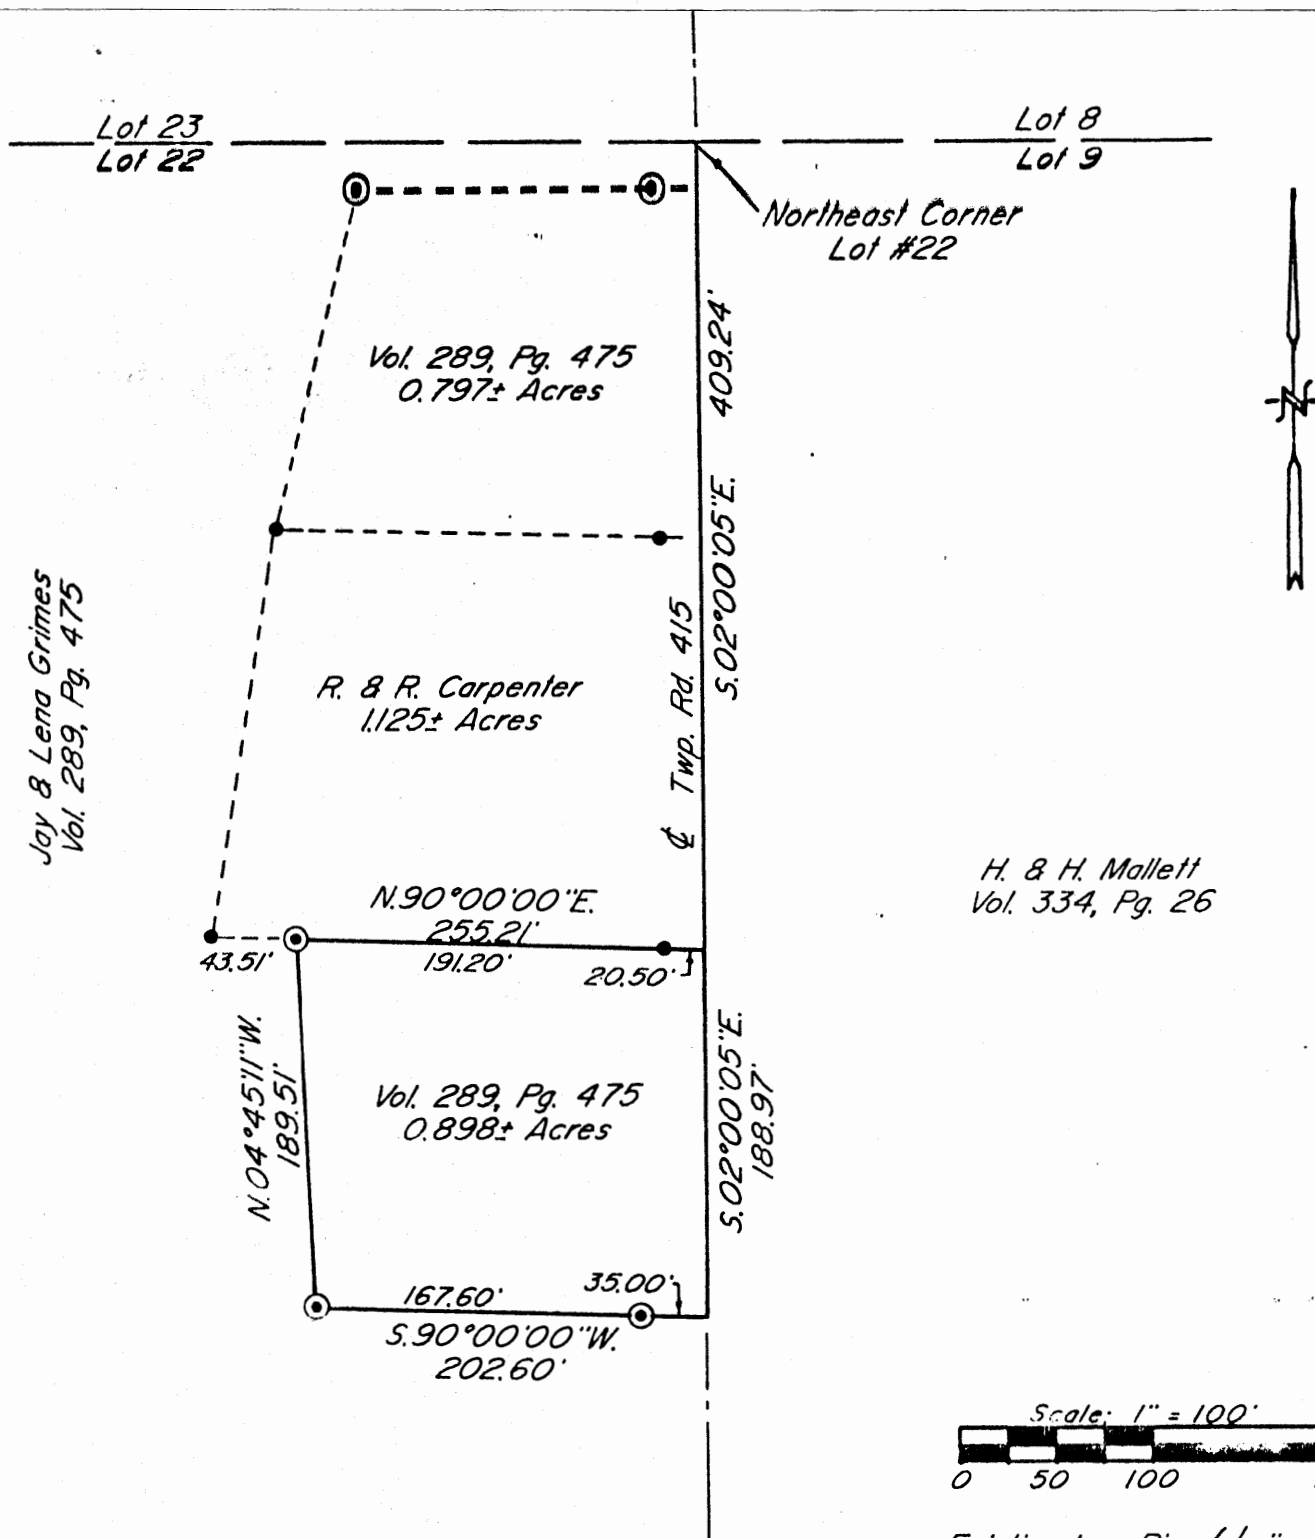 Lot 23
Lot 22
Lot 8
Lot 9
Northeast Corner
Lot #22
Vol. 289, Pg. 475
0.797± Acres
409.24'
S.02°00'05"E.
N
Jay & Lena Grimes
Vol. 289, Pg. 475
R. & R. Carpenter
1.125± Acres
℄ Twp. Rd. 415
H. & H. Mallett
Vol. 334, Pg. 26
N.90°00'00"E.
255.21'
43.51'
191.20'
20.50'
N.04°45'11"W.
189.51'
Vol. 289, Pg. 475
0.898± Acres
S.02°00'05"E.
188.97'
167.60'
35.00'
S.90°00'00"W.
202.60'
Scale: 1" = 100'
0 50 100